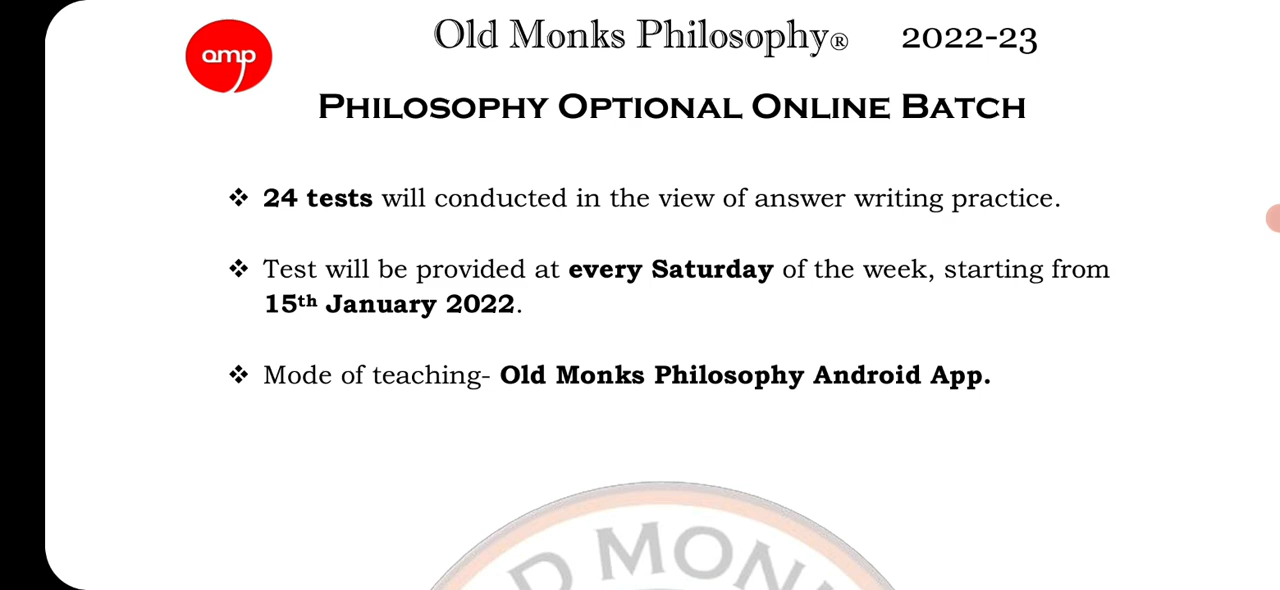 amp
Old Monks Philosophy® 2022-23
PHILOSOPHY OPTIONAL ONLINE BATCH
❖ 24 tests will conducted in the view of answer writing practice.
❖ Test will be provided at every Saturday of the week, starting from
15th January 2022.
❖ Mode of teaching- Old Monks Philosophy Android App.
D MON